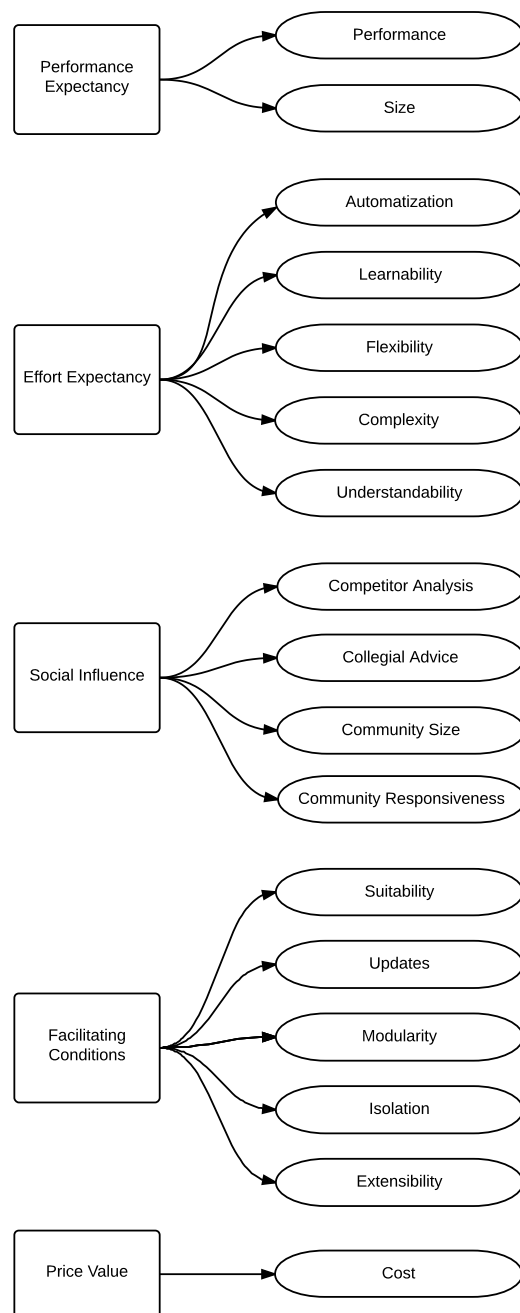 Performance
Expectancy
Performance
Size
Effort Expectancy
Automatization
Learnability
Flexibility
Complexity
Understandability
Social Influence
Competitor Analysis
Collegial Advice
Community Size
Community Responsiveness
Facilitating
Conditions
Suitability
Updates
Modularity
Isolation
Extensibility
Price Value
Cost